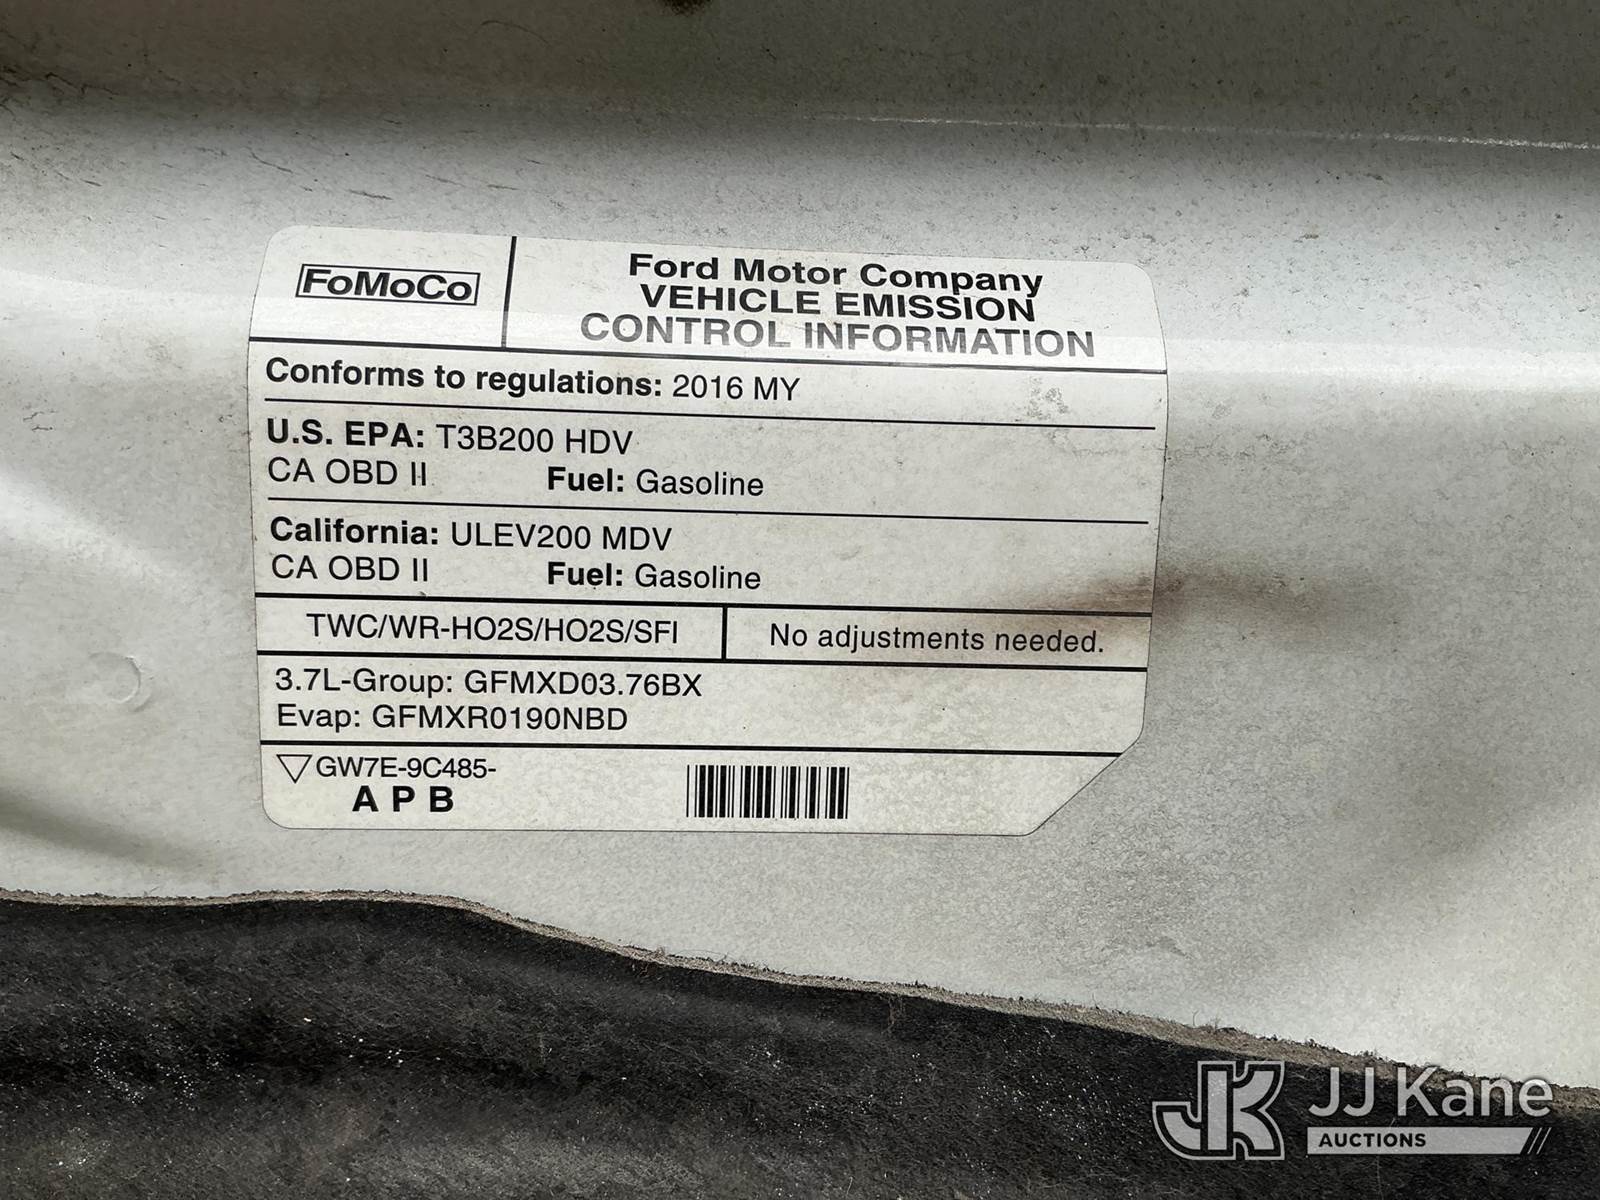 FoMoCo
Ford Motor Company
VEHICLE EMISSION
CONTROL INFORMATION
Conforms to regulations: 2016 MY
U.S. EPA: T3B200 HDV
CA OBD II Fuel: Gasoline
California: ULEV200 MDV
CA OBD II Fuel: Gasoline
TWC/WR-HO2S/HO2S/SFI
No adjustments needed.
3.7L-Group: GFMXD03.76BX
Evap: GFMXR0190NBD
GW7E-9C485-
A P B
JK JJ Kane
AUCTIONS